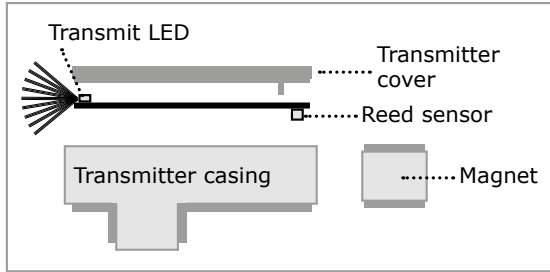 Transmit LED
Transmitter
cover
Reed sensor
Transmitter casing
Magnet